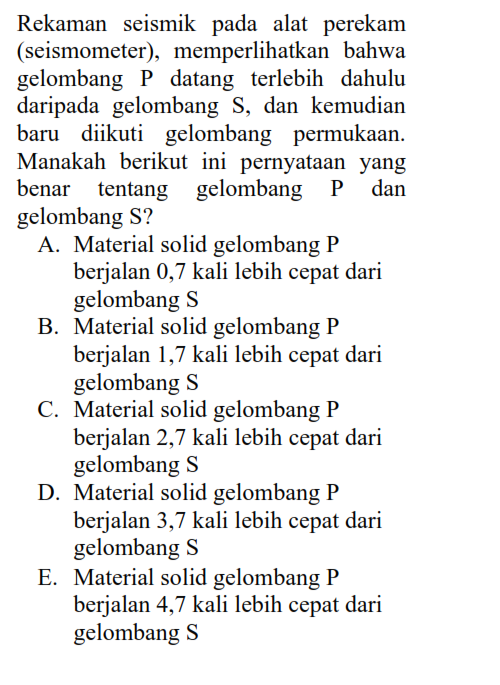 Rekaman seismik pada alat perekam
(seismometer), memperlihatkan bahwa
gelombang P datang terlebih dahulu
daripada gelombang S, dan kemudian
baru diikuti gelombang permukaan.
Manakah berikut ini pernyataan yang
benar tentang gelombang P dan
gelombang S?
A. Material solid gelombang P
berjalan 0,7 kali lebih cepat dari
gelombang S
B. Material solid gelombang P
berjalan 1,7 kali lebih cepat dari
gelombang S
C. Material solid gelombang P
berjalan 2,7 kali lebih cepat dari
gelombang S
D. Material solid gelombang P
berjalan 3,7 kali lebih cepat dari
gelombang S
E. Material solid gelombang P
berjalan 4,7 kali lebih cepat dari
gelombang S